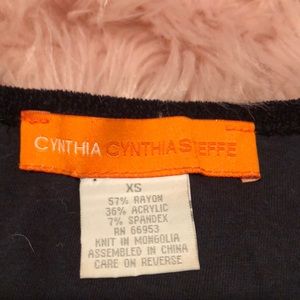 CYNTHIA CYNTHIA STEFFE
XS
57% RAYON
36% ACRYLIC
7% SPANDEX
RN 66953
KNIT IN MONGOLIA
ASSEMBLED IN CHINA
CARE ON REVERSE